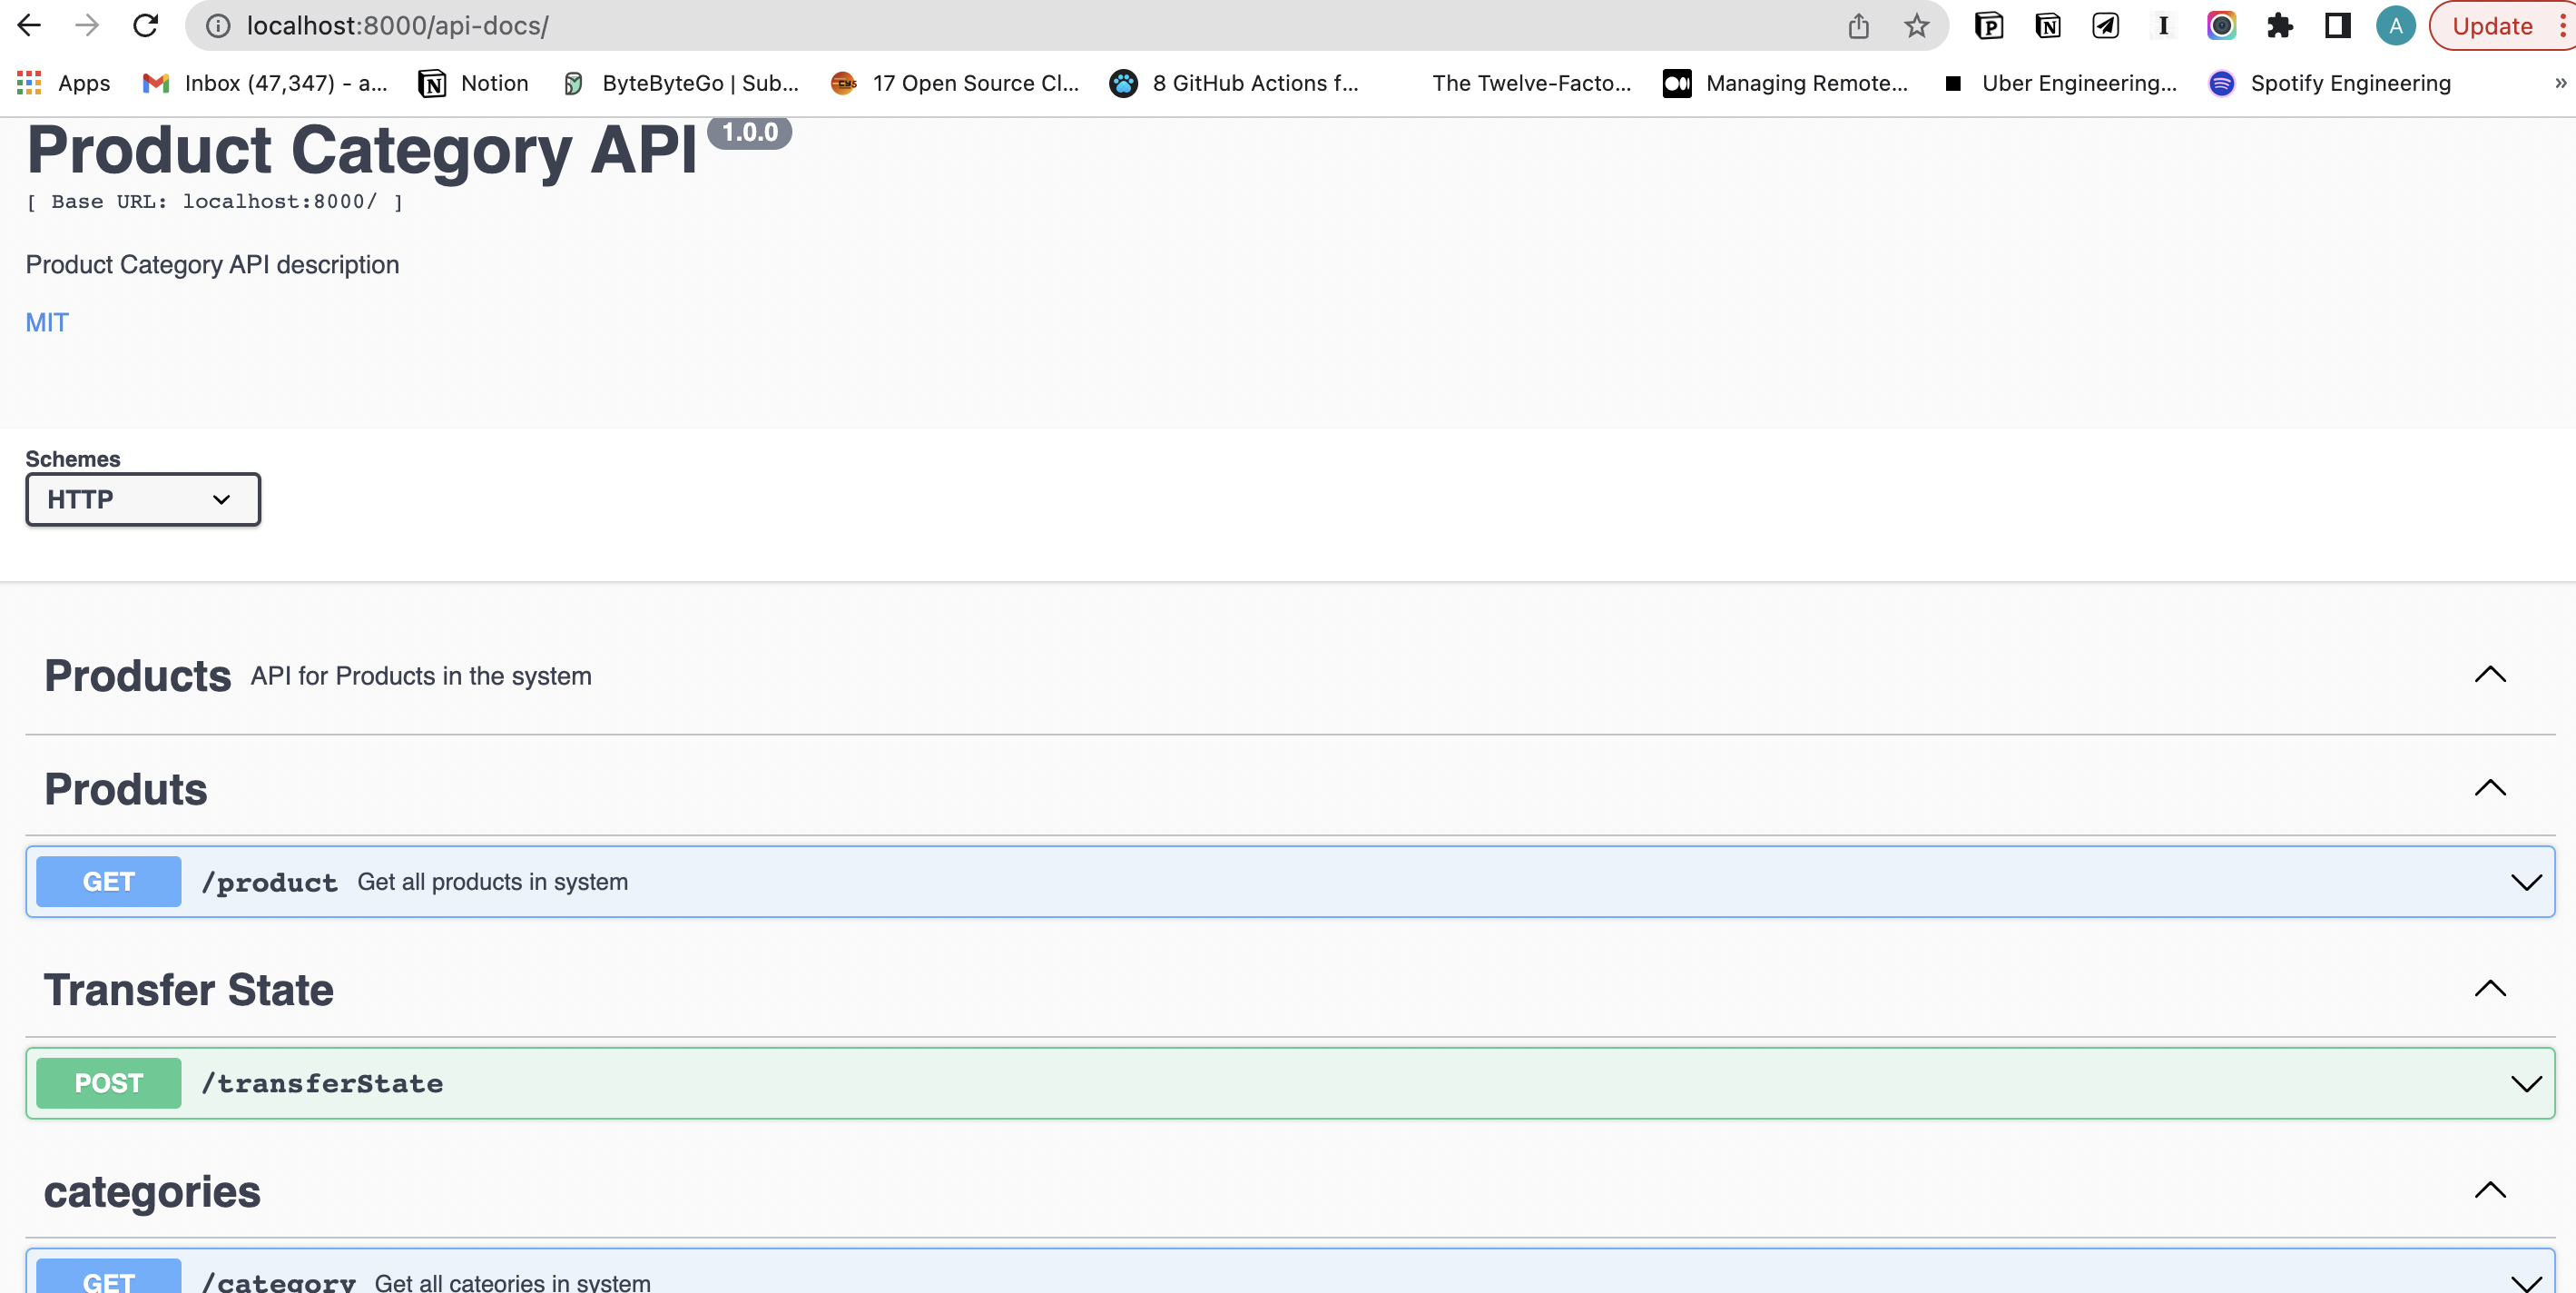 localhost:8000/api-docs/
A
Update
Apps Inbox (47,347) - a... Notion ByteByteGo | Sub... 17 Open Source Cl... 8 GitHub Actions f... The Twelve-Facto... Managing Remote... Uber Engineering... Spotify Engineering »
Product Category API 1.0.0
[ Base URL: localhost:8000/ ]
Product Category API description
MIT
Schemes
HTTP
Products API for Products in the system
Produts
GET /product Get all products in system
Transfer State
POST /transferState
categories
GET /category Get all cateories in system